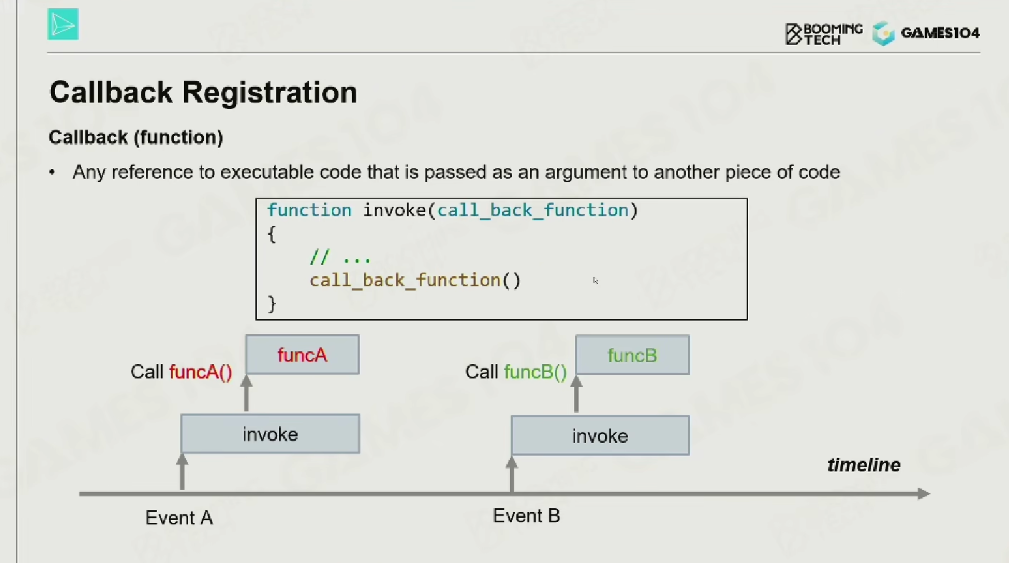 BOOMING
TECH
GAMES104
Callback Registration
Callback (function)
• Any reference to executable code that is passed as an argument to another piece of code
function invoke(call_back_function)
{
// ...
call_back_function()
}
funcA
Call funcA()
invoke
funcB
Call funcB()
invoke
timeline
Event A
Event B